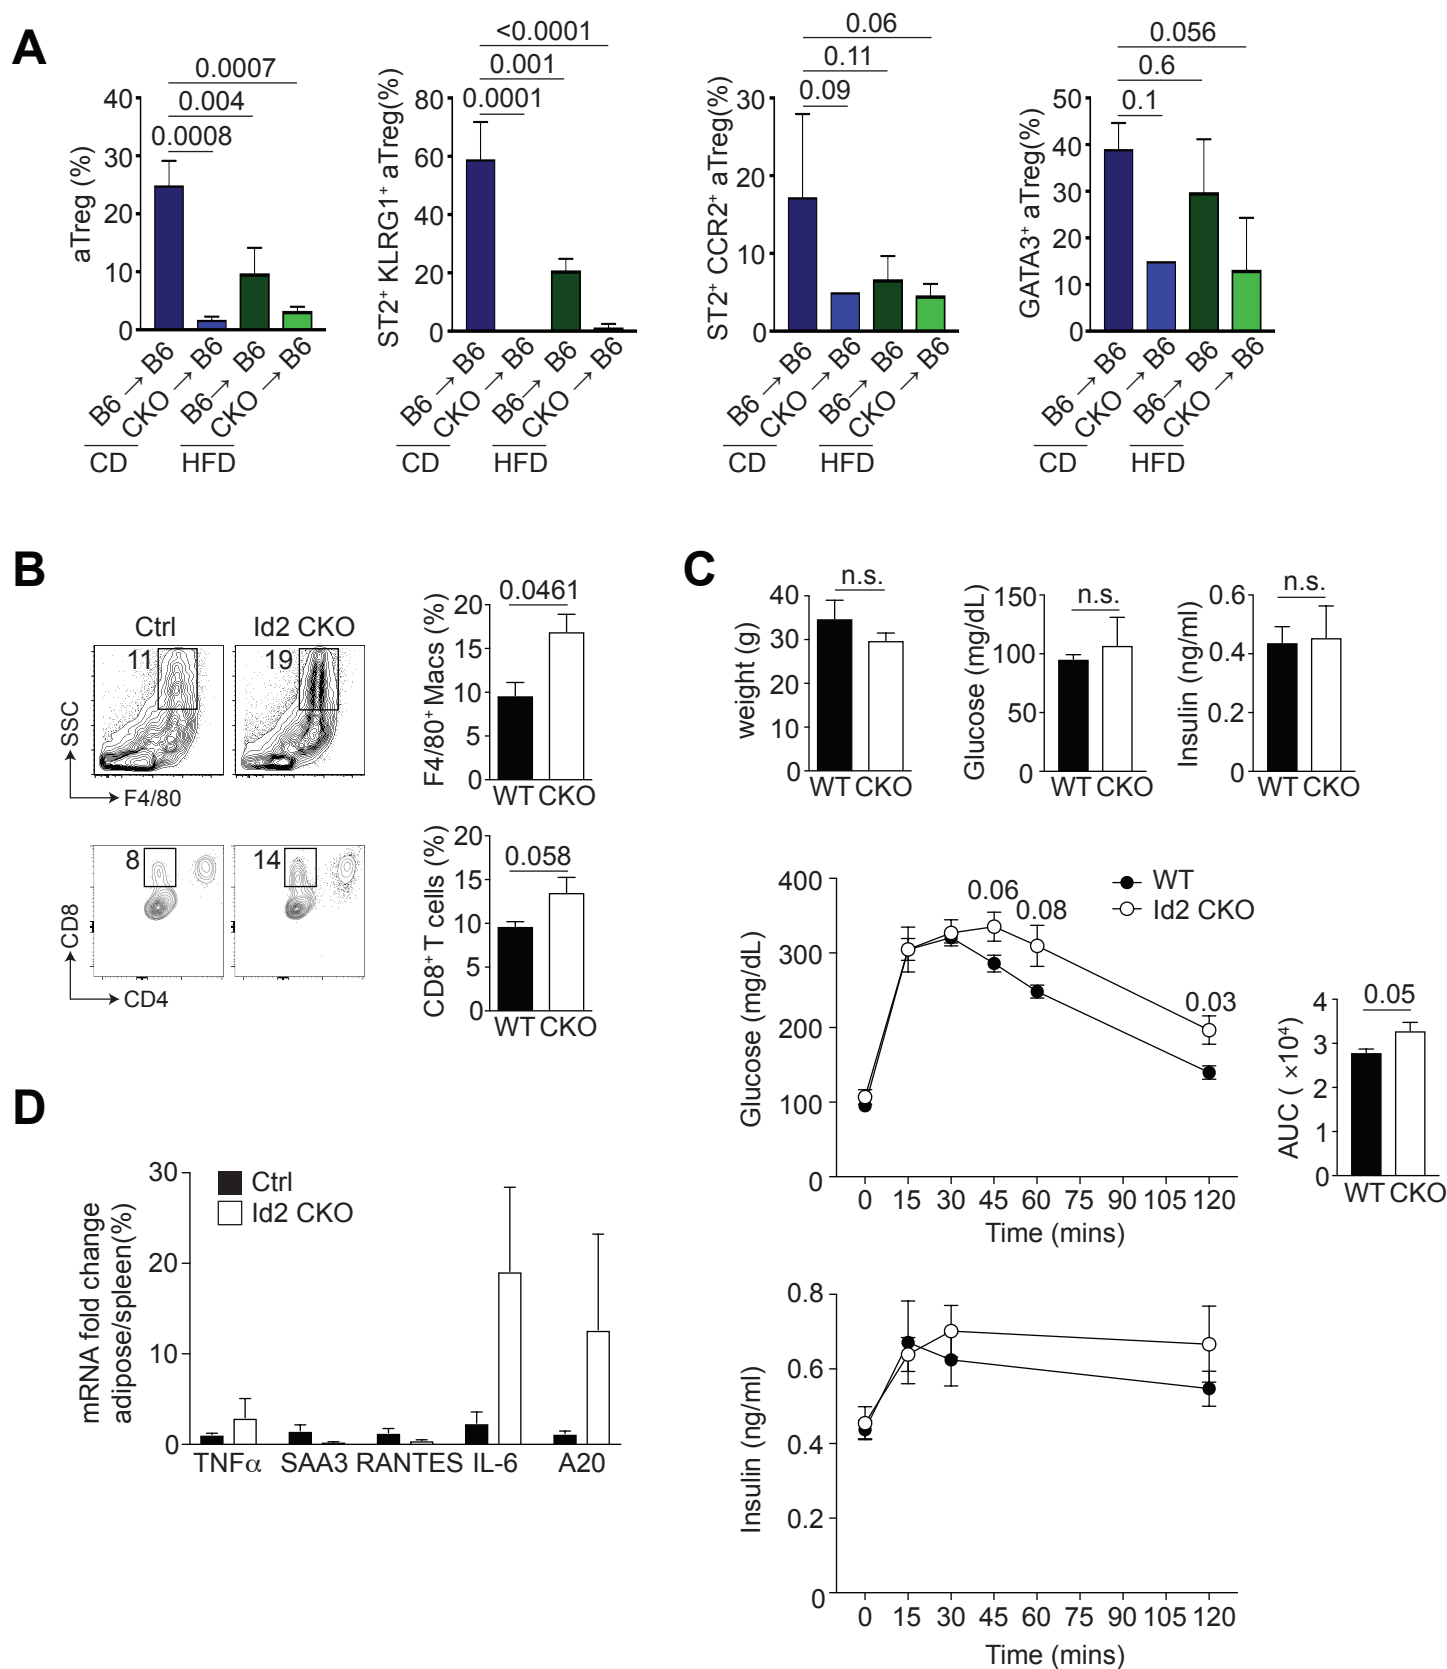 A
<0.0001
0.06
0.056
0.0007
0.001
0.11
0.6
0.004
0.0001
0.09
0.1
0.0008
aTreg (%)
40
30
20
10
0
B6 → B6
CKO → B6
B6 → B6
CKO → B6
CD
HFD
ST2+ KLRG1+ aTreg(%)
80
60
40
20
0
B6 → B6
CKO → B6
B6 → B6
CKO → B6
CD
HFD
ST2+ CCR2+ aTreg(%)
30
20
10
0
B6 → B6
CKO → B6
B6 → B6
CKO → B6
CD
HFD
GATA3+ aTreg(%)
50
40
30
20
10
0
B6 → B6
CKO → B6
B6 → B6
CKO → B6
CD
HFD
B
Ctrl
Id2 CKO
11
19
SSC
F4/80
F4/80+ Macs (%)
20
15
10
5
0
0.0461
WT CKO
8
14
CD8
CD4
CD8+ T cells (%)
20
15
10
5
0
0.058
WT CKO
C
weight (g)
40
30
20
10
0
n.s.
WT CKO
Glucose (mg/dL)
150
100
50
0
n.s.
WT CKO
Insulin (ng/ml)
0.6
0.4
0.2
0
n.s.
WT CKO
Glucose (mg/dL)
400
300
200
100
0
WT
Id2 CKO
0.06
0.08
0.03
0 15 30 45 60 75 90 105 120
Time (mins)
AUC ( ×10⁴)
4
3
2
1
0
0.05
WT CKO
Insulin (ng/ml)
0.8
0.6
0.4
0.2
0
0 15 30 45 60 75 90 105 120
Time (mins)
D
mRNA fold change
adipose/spleen(%)
30
20
10
0
Ctrl
Id2 CKO
TNFα SAA3 RANTES IL-6 A20